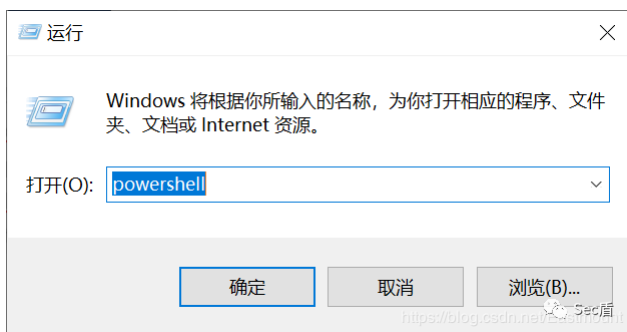 运行
Windows 将根据你所输入的名称，为你打开相应的程序、文件
夹、文档或 Internet 资源。
打开(O): powershell
确定 取消 浏览(B)...
Sec盾
https://blog.csdn.net/Eastmount